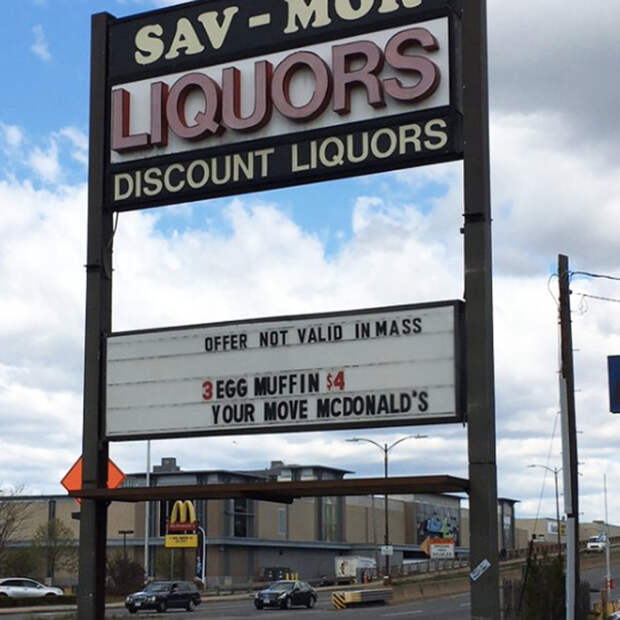 SAV-MOR
LIQUORS
DISCOUNT LIQUORS
OFFER NOT VALID IN MASS
3 EGG MUFFIN $4
YOUR MOVE MCDONALD'S